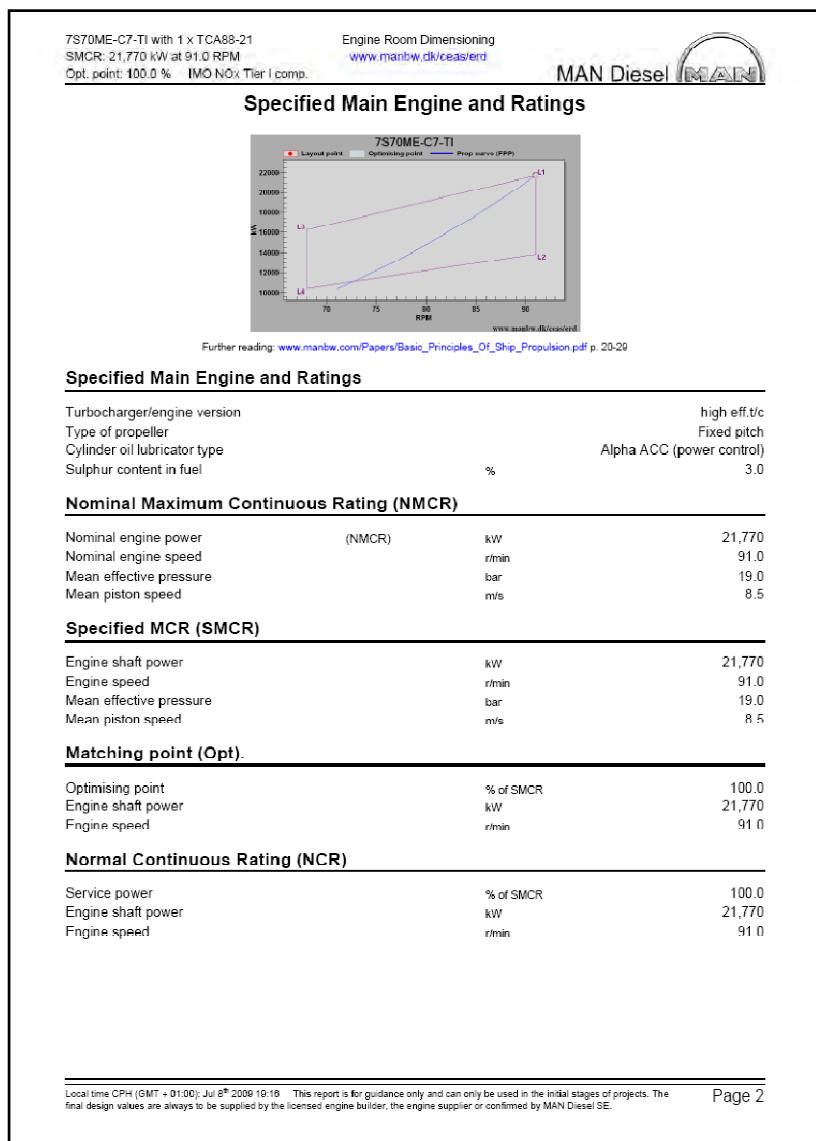 7S70ME-C7-TI with 1 x TCA88-21
Engine Room Dimensioning
SMCR: 21,770 kW at 91.0 RPM
www.manbw.dk/ceas/erd
Opt. point: 100.0 % IMO NOx Tier I comp.
MAN Diesel MAN
Specified Main Engine and Ratings
7S70ME-C7-TI
Layout point Optimising point Prop curve (FPP)
22000
20000
18000
16000
14000
12000
10000
kW
L1
L3
L2
L4
70 75 80 85 90
RPM
www.manbw.dk/ceas/erd
Further reading: www.manbw.com/Papers/Basic_Principles_Of_Ship_Propulsion.pdf p. 20-29
Specified Main Engine and Ratings
Turbocharger/engine version high eff.t/c
Type of propeller Fixed pitch
Cylinder oil lubricator type Alpha ACC (power control)
Sulphur content in fuel % 3.0
Nominal Maximum Continuous Rating (NMCR)
Nominal engine power (NMCR) kW 21,770
Nominal engine speed r/min 91.0
Mean effective pressure bar 19.0
Mean piston speed m/s 8.5
Specified MCR (SMCR)
Engine shaft power kW 21,770
Engine speed r/min 91.0
Mean effective pressure bar 19.0
Mean piston speed m/s 8.5
Matching point (Opt).
Optimising point % of SMCR 100.0
Engine shaft power kW 21,770
Engine speed r/min 91.0
Normal Continuous Rating (NCR)
Service power % of SMCR 100.0
Engine shaft power kW 21,770
Engine speed r/min 91.0
Local time CPH (GMT + 01:00): Jul 8th 2009 19:16 This report is for guidance only and can only be used in the initial stages of projects. The
final design values are always to be supplied by the licensed engine builder, the engine supplier or confirmed by MAN Diesel SE.
Page 2